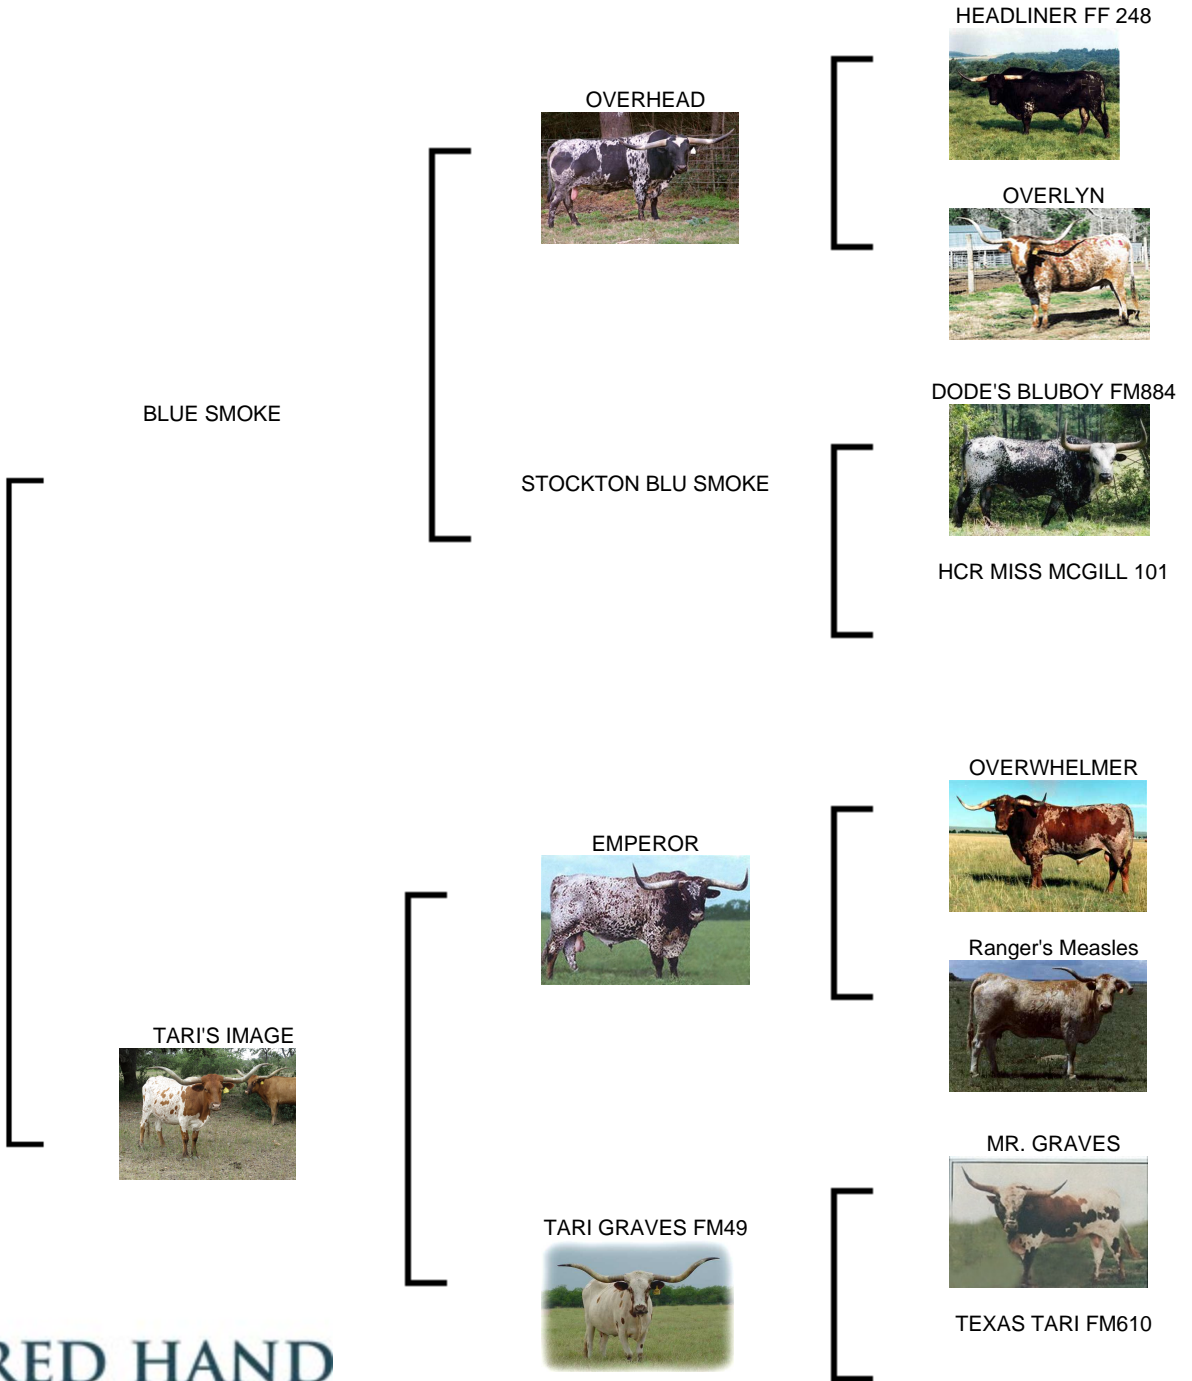 HEADLINER FF 248
OVERHEAD
OVERLYN
DODE'S BLUBOY FM884
BLUE SMOKE
STOCKTON BLU SMOKE
HCR MISS MCGILL 101
OVERWHELMER
EMPEROR
Ranger's Measles
TARI'S IMAGE
MR. GRAVES
TARI GRAVES FM49
TEXAS TARI FM610
RED HAND